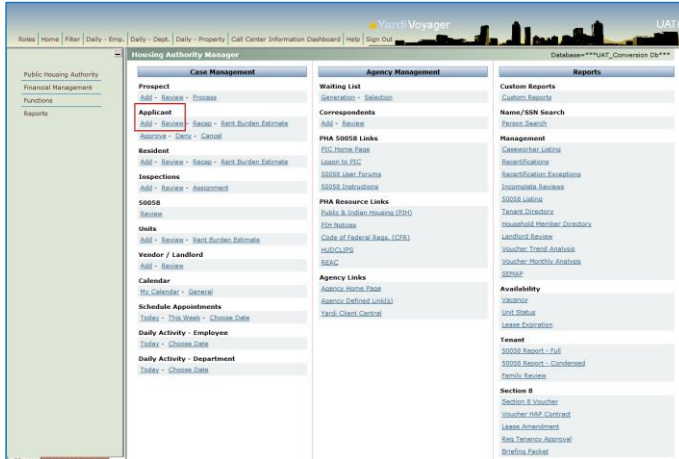 Yardi Voyager
UAT
Roles | Home | Filter | Daily - Emp. | Daily - Dept. | Daily - Property | Call Center Information Dashboard | Help | Sign Out
Housing Authority Manager
Database=***UAT_Conversion Db***
Public Housing Authority
Financial Management
Functions
Reports
Case Management
Prospect
Add - Review - Process
Applicant
Add - Review - Recap - Rent Burden Estimate
Approve - Deny - Cancel
Resident
Add - Review - Recap - Rent Burden Estimate
Inspections
Add - Review - Assignment
50058
Review
Units
Add - Review - Rent Burden Estimate
Vendor / Landlord
Add - Review
Calendar
My Calendar - General
Schedule Appointments
Today - This Week - Choose Date
Daily Activity - Employee
Today - Choose Date
Daily Activity - Department
Today - Choose Date
Agency Management
Waiting List
Generation - Selection
Correspondents
Add - Review
PHA 50058 Links
PIC Home Page
Logon to PIC
50058 User Forums
50058 Instructions
PHA Resource Links
Public & Indian Housing (PIH)
PIH Notices
Code of Federal Regs. (CFR)
HUDCLIPS
REAC
Agency Links
Agency Home Page
Agency Defined Link(s)
Yardi Client Central
Reports
Custom Reports
Custom Reports
Name/SSN Search
Person Search
Management
Caseworker Listing
Recertifications
Recertification Exceptions
Incomplete Reviews
50058 Listing
Tenant Directory
Household Member Directory
Landlord Review
Voucher Trend Analysis
Voucher Monthly Analysis
SEMAP
Availability
Vacancy
Unit Status
Lease Expiration
Tenant
50058 Report - Full
50058 Report - Condensed
Family Review
Section 8
Section 8 Voucher
Voucher HAP Contract
Lease Amendment
Req Tenancy Approval
Briefing Packet